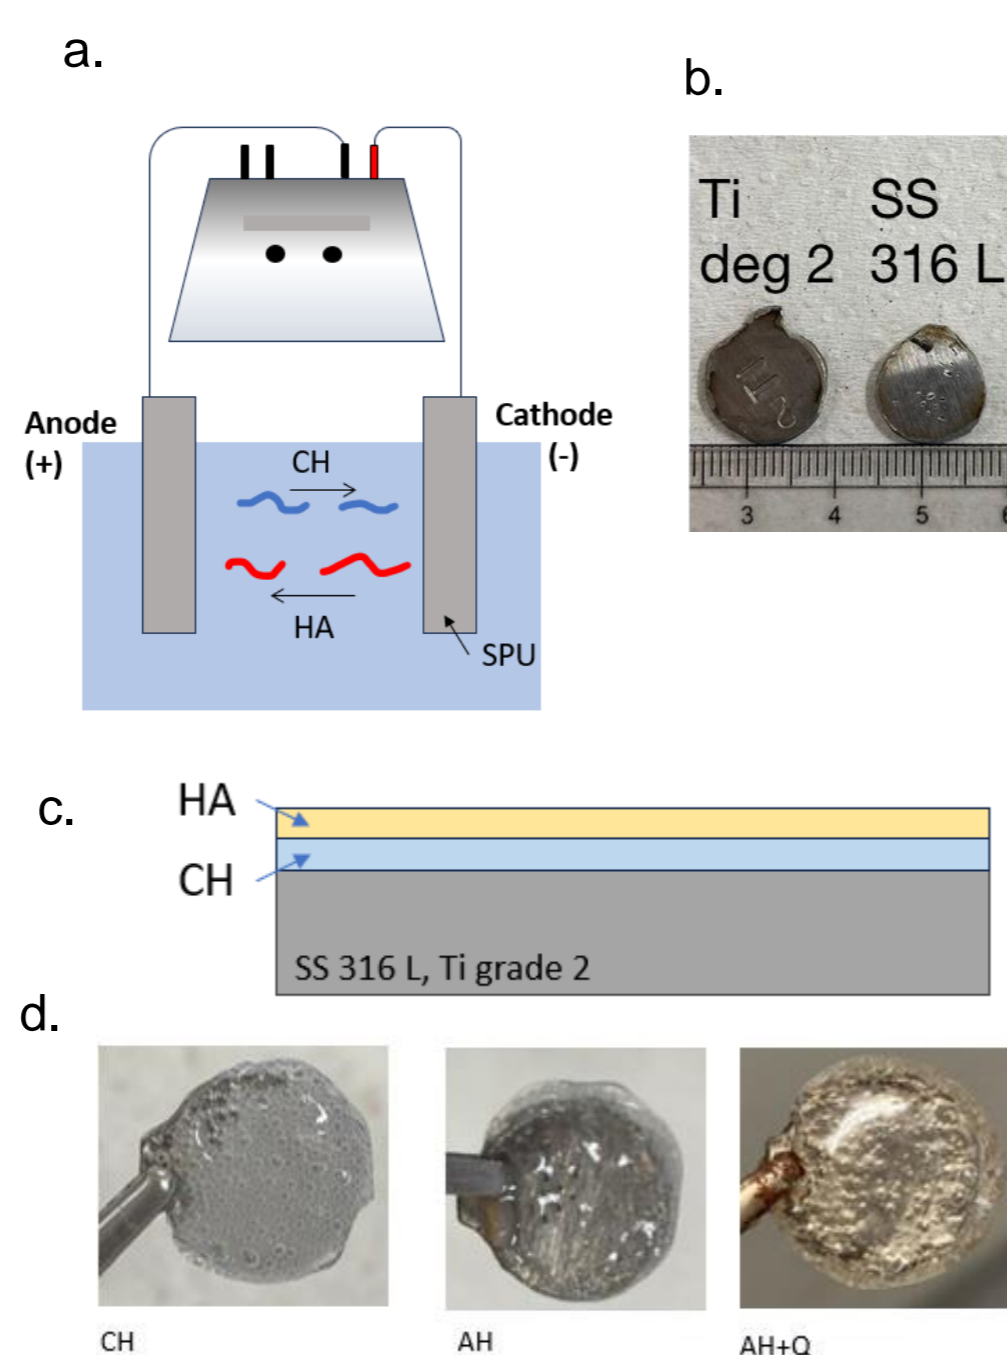 a.
Anode
(+)
Cathode
(-)
CH
HA
SPU
b.
Ti
deg 2
SS
316 L
3 4 5 6
c.
HA
CH
SS 316 L, Ti grade 2
d.
CH
AH
AH+Q